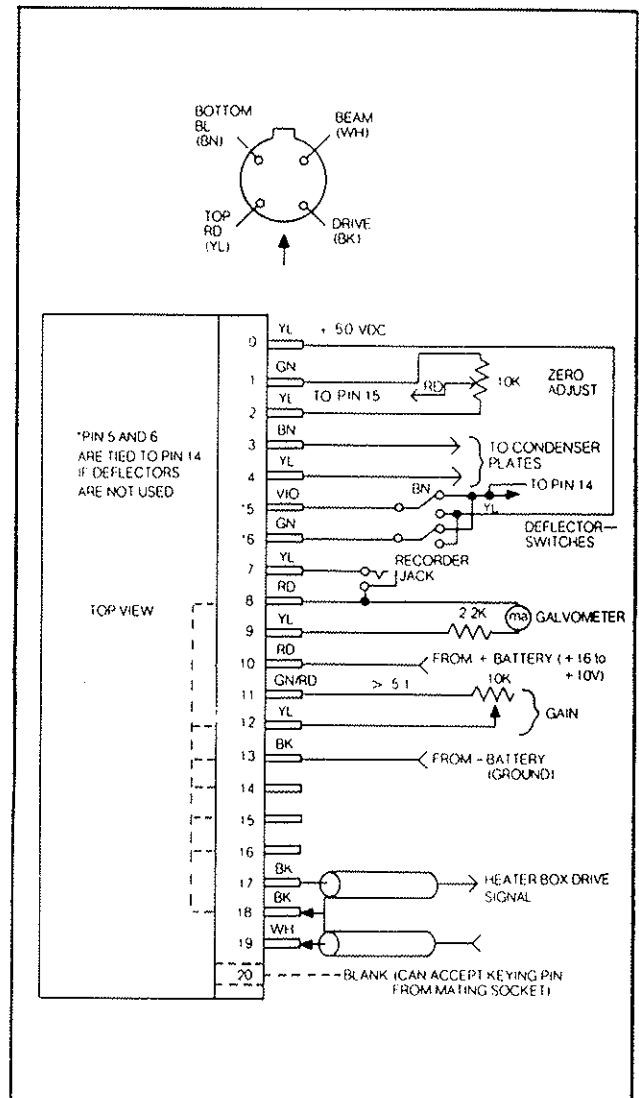 BOTTOM
BL
(BN)
BEAM
(WH)
TOP
RD
(YL)
DRIVE
(BK)
0 YL + 50 VDC
1 GN
TO PIN 15 RD 10K ZERO
ADJUST
2 YL
*PIN 5 AND 6
ARE TIED TO PIN 14
IF DEFLECTORS
ARE NOT USED
3 BN
TO CONDENSER
PLATES
4 YL
*5 VIO BN TO PIN 14
YL
*6 GN DEFLECTOR—
SWITCHES
7 YL RECORDER
JACK
TOP VIEW
8 RD
ma GALVOMETER
9 YL 2 2K
10 RD FROM + BATTERY (+16 to
+10V)
11 GN/RD > 5 1 10K
GAIN
12 YL
13 BK FROM - BATTERY
(GROUND)
14
15
16
17 BK HEATER BOX DRIVE
SIGNAL
18 BK
19 WH
20 BLANK (CAN ACCEPT KEYING PIN
FROM MATING SOCKET)